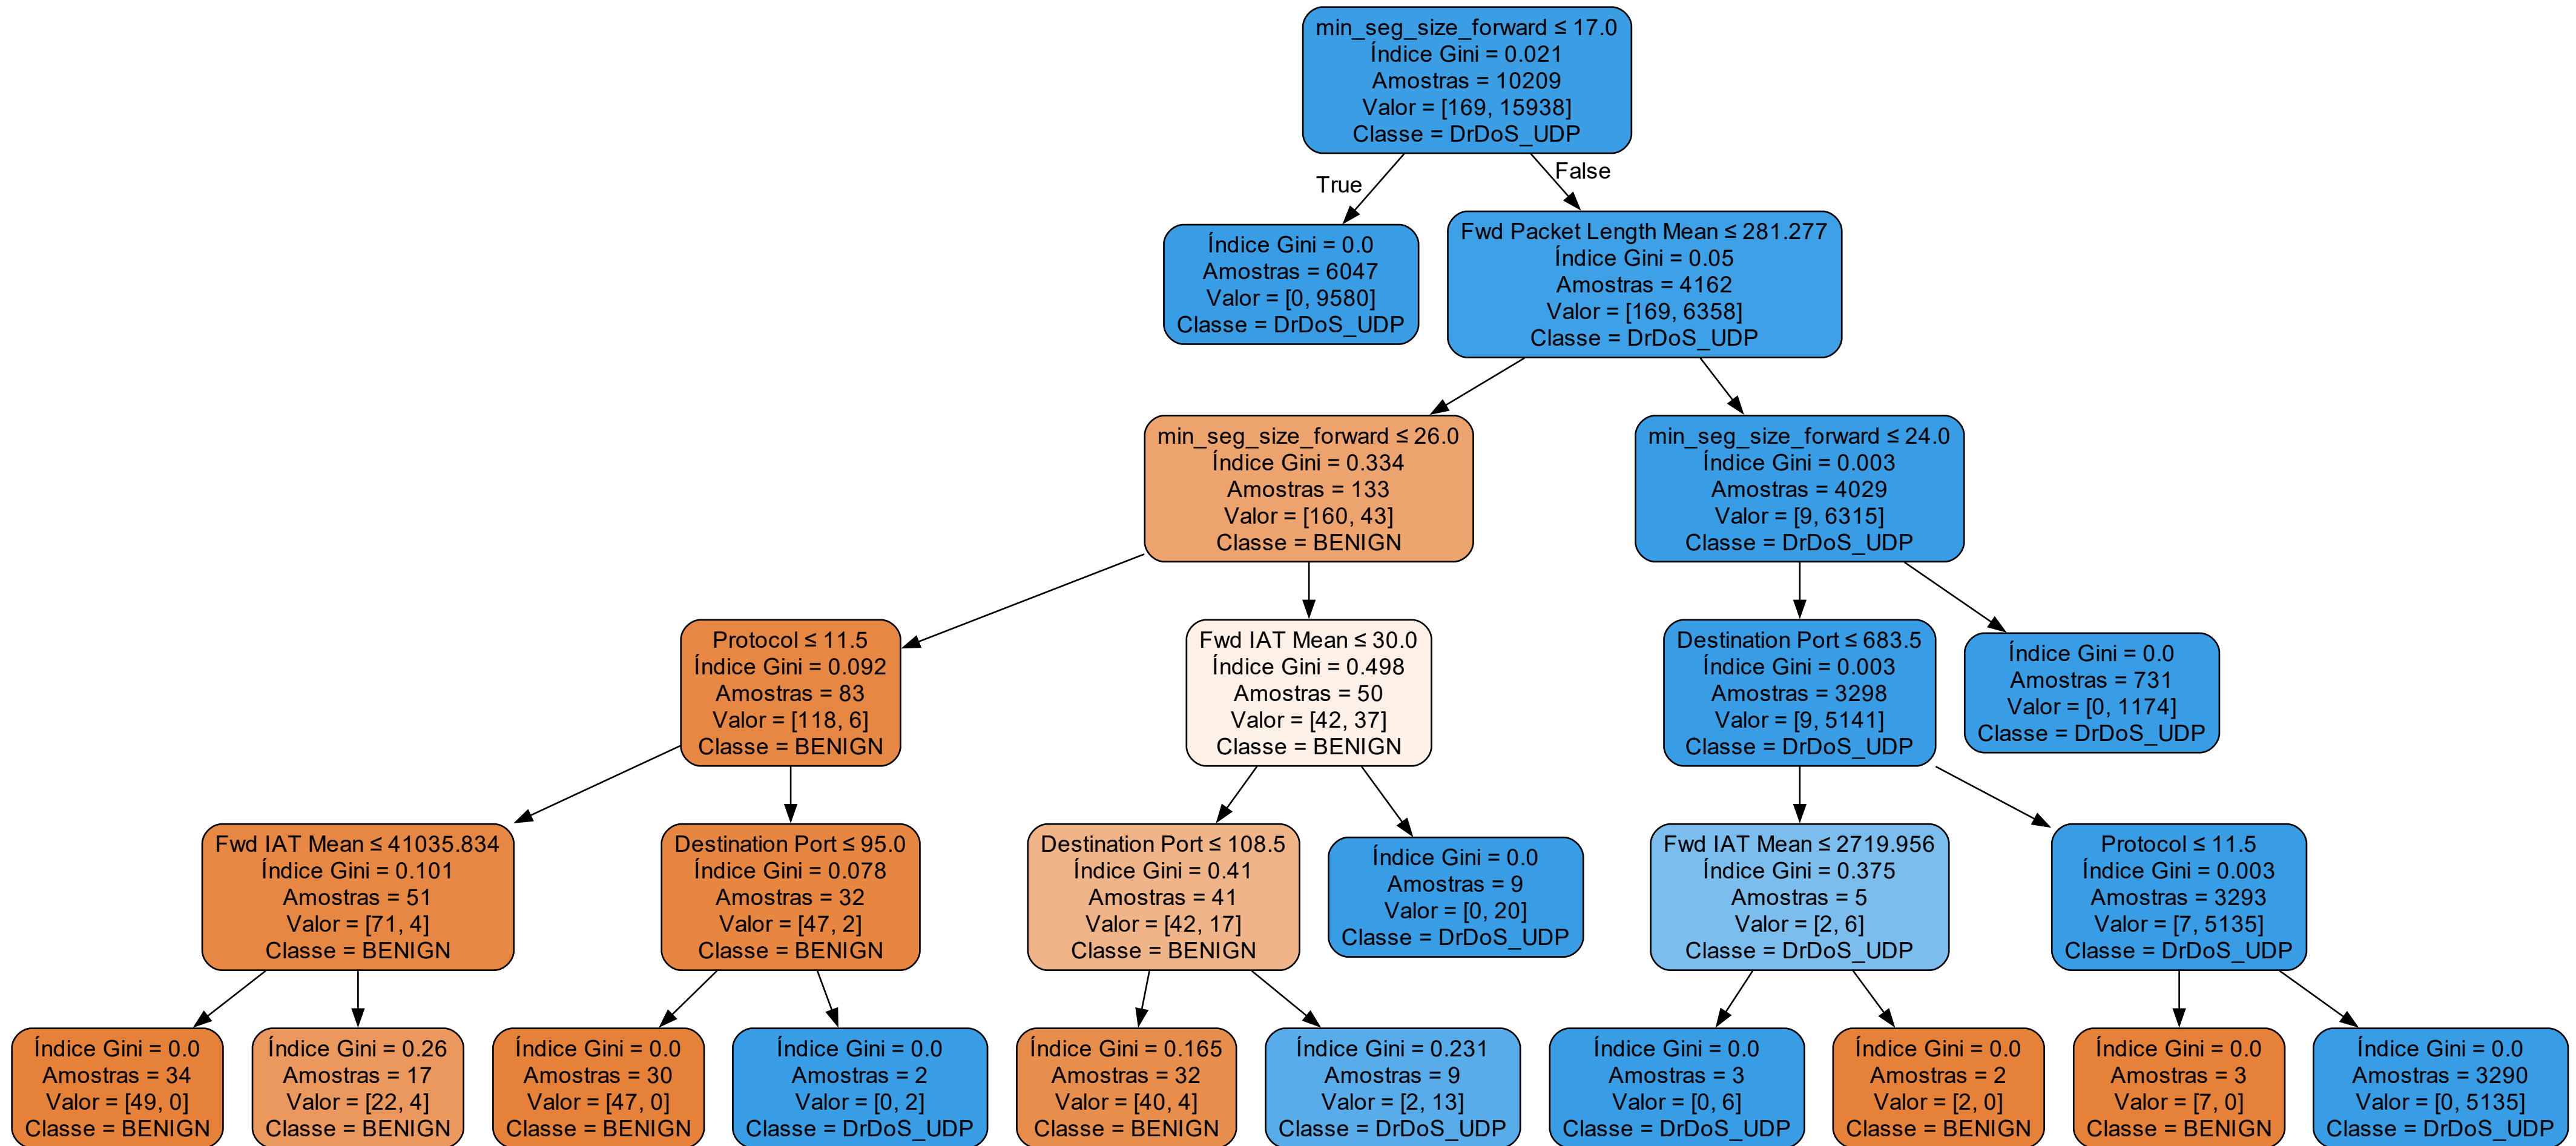 min_seg_size_forward ≤ 17.0
Índice Gini = 0.021
Amostras = 10209
Valor = [169, 15938]
Classe = DrDoS_UDP
True
False
Índice Gini = 0.0
Amostras = 6047
Valor = [0, 9580]
Classe = DrDoS_UDP
Fwd Packet Length Mean ≤ 281.277
Índice Gini = 0.05
Amostras = 4162
Valor = [169, 6358]
Classe = DrDoS_UDP
min_seg_size_forward ≤ 26.0
Índice Gini = 0.334
Amostras = 133
Valor = [160, 43]
Classe = BENIGN
min_seg_size_forward ≤ 24.0
Índice Gini = 0.003
Amostras = 4029
Valor = [9, 6315]
Classe = DrDoS_UDP
Protocol ≤ 11.5
Índice Gini = 0.092
Amostras = 83
Valor = [118, 6]
Classe = BENIGN
Fwd IAT Mean ≤ 30.0
Índice Gini = 0.498
Amostras = 50
Valor = [42, 37]
Classe = BENIGN
Destination Port ≤ 683.5
Índice Gini = 0.003
Amostras = 3298
Valor = [9, 5141]
Classe = DrDoS_UDP
Índice Gini = 0.0
Amostras = 731
Valor = [0, 1174]
Classe = DrDoS_UDP
Fwd IAT Mean ≤ 41035.834
Índice Gini = 0.101
Amostras = 51
Valor = [71, 4]
Classe = BENIGN
Destination Port ≤ 95.0
Índice Gini = 0.078
Amostras = 32
Valor = [47, 2]
Classe = BENIGN
Destination Port ≤ 108.5
Índice Gini = 0.41
Amostras = 41
Valor = [42, 17]
Classe = BENIGN
Índice Gini = 0.0
Amostras = 9
Valor = [0, 20]
Classe = DrDoS_UDP
Fwd IAT Mean ≤ 2719.956
Índice Gini = 0.375
Amostras = 5
Valor = [2, 6]
Classe = DrDoS_UDP
Protocol ≤ 11.5
Índice Gini = 0.003
Amostras = 3293
Valor = [7, 5135]
Classe = DrDoS_UDP
Índice Gini = 0.0
Amostras = 34
Valor = [49, 0]
Classe = BENIGN
Índice Gini = 0.26
Amostras = 17
Valor = [22, 4]
Classe = BENIGN
Índice Gini = 0.0
Amostras = 30
Valor = [47, 0]
Classe = BENIGN
Índice Gini = 0.0
Amostras = 2
Valor = [0, 2]
Classe = DrDoS_UDP
Índice Gini = 0.165
Amostras = 32
Valor = [40, 4]
Classe = BENIGN
Índice Gini = 0.231
Amostras = 9
Valor = [2, 13]
Classe = DrDoS_UDP
Índice Gini = 0.0
Amostras = 3
Valor = [0, 6]
Classe = DrDoS_UDP
Índice Gini = 0.0
Amostras = 2
Valor = [2, 0]
Classe = BENIGN
Índice Gini = 0.0
Amostras = 3
Valor = [7, 0]
Classe = BENIGN
Índice Gini = 0.0
Amostras = 3290
Valor = [0, 5135]
Classe = DrDoS_UDP